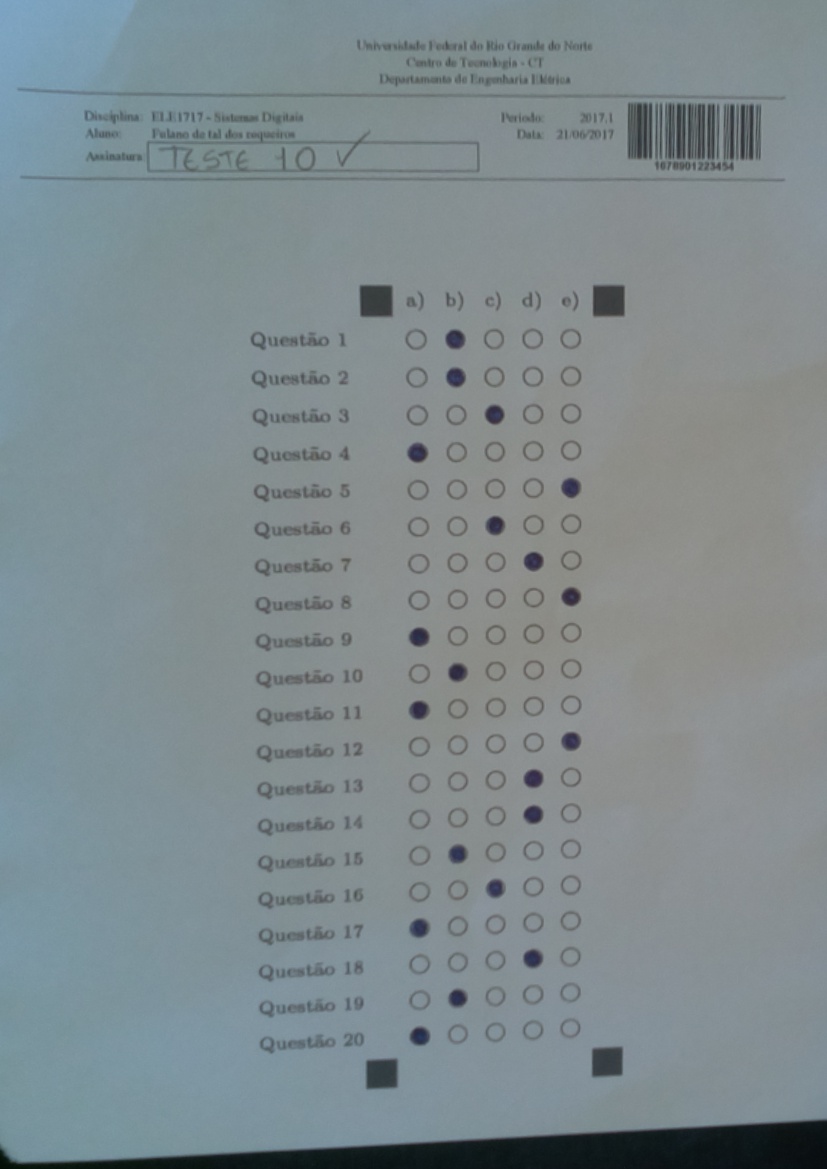 Universidade Federal do Rio Grande do Norte
Centro de Tecnologia - CT
Departamento de Engenharia Elétrica
Disciplina: ELE1717 - Sistemas Digitais Período: 2017.1
Aluno: Fulano de tal dos coqueiros Data: 21/06/2017
Assinatura TESTE 10 ✓
1678901223454
a) b) c) d) e)
Questão 1
Questão 2
Questão 3
Questão 4
Questão 5
Questão 6
Questão 7
Questão 8
Questão 9
Questão 10
Questão 11
Questão 12
Questão 13
Questão 14
Questão 15
Questão 16
Questão 17
Questão 18
Questão 19
Questão 20